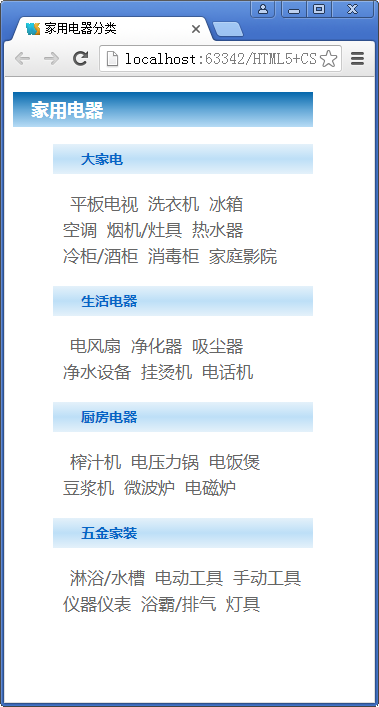 家用电器分类
localhost:63342/HTML5+CS
家用电器
大家电
平板电视 洗衣机 冰箱
空调 烟机/灶具 热水器
冷柜/酒柜 消毒柜 家庭影院
生活电器
电风扇 净化器 吸尘器
净水设备 挂烫机 电话机
厨房电器
榨汁机 电压力锅 电饭煲
豆浆机 微波炉 电磁炉
五金家装
淋浴/水槽 电动工具 手动工具
仪器仪表 浴霸/排气 灯具